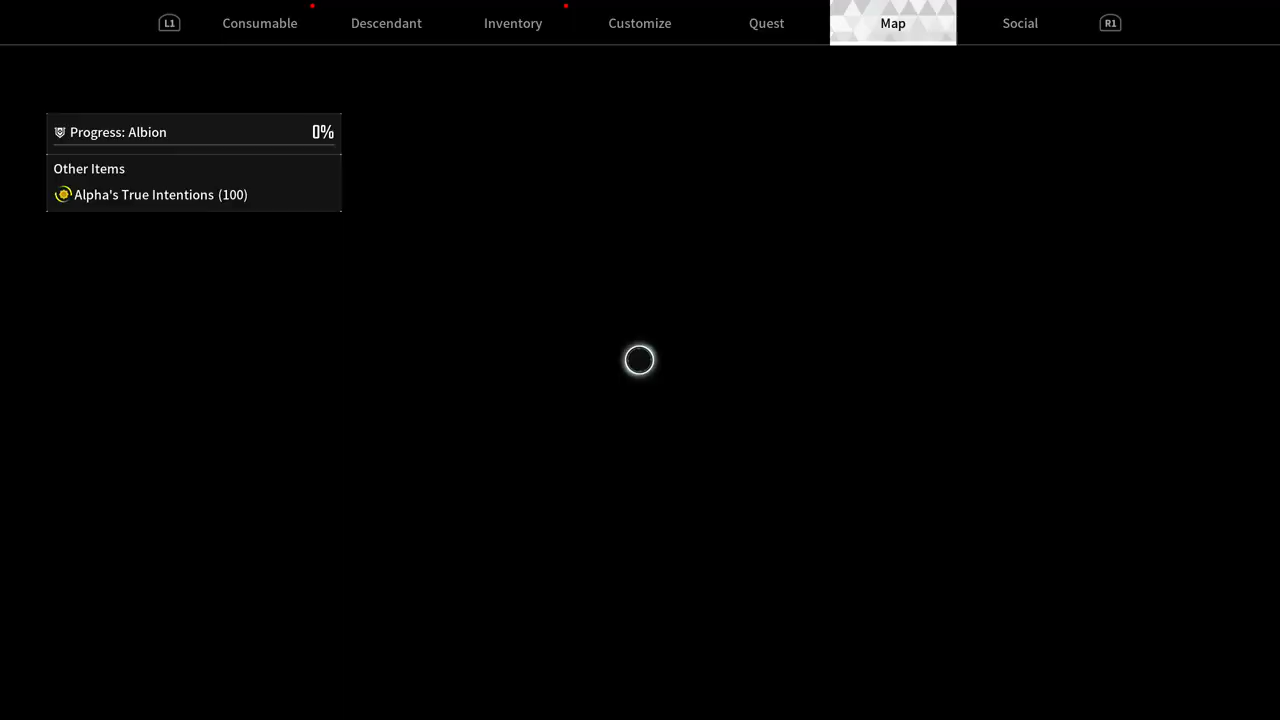 L1
Consumable
Descendant
Inventory
Customize
Quest
Map
Social
R1
Progress: Albion
0%
Other Items
Alpha's True Intentions (100)